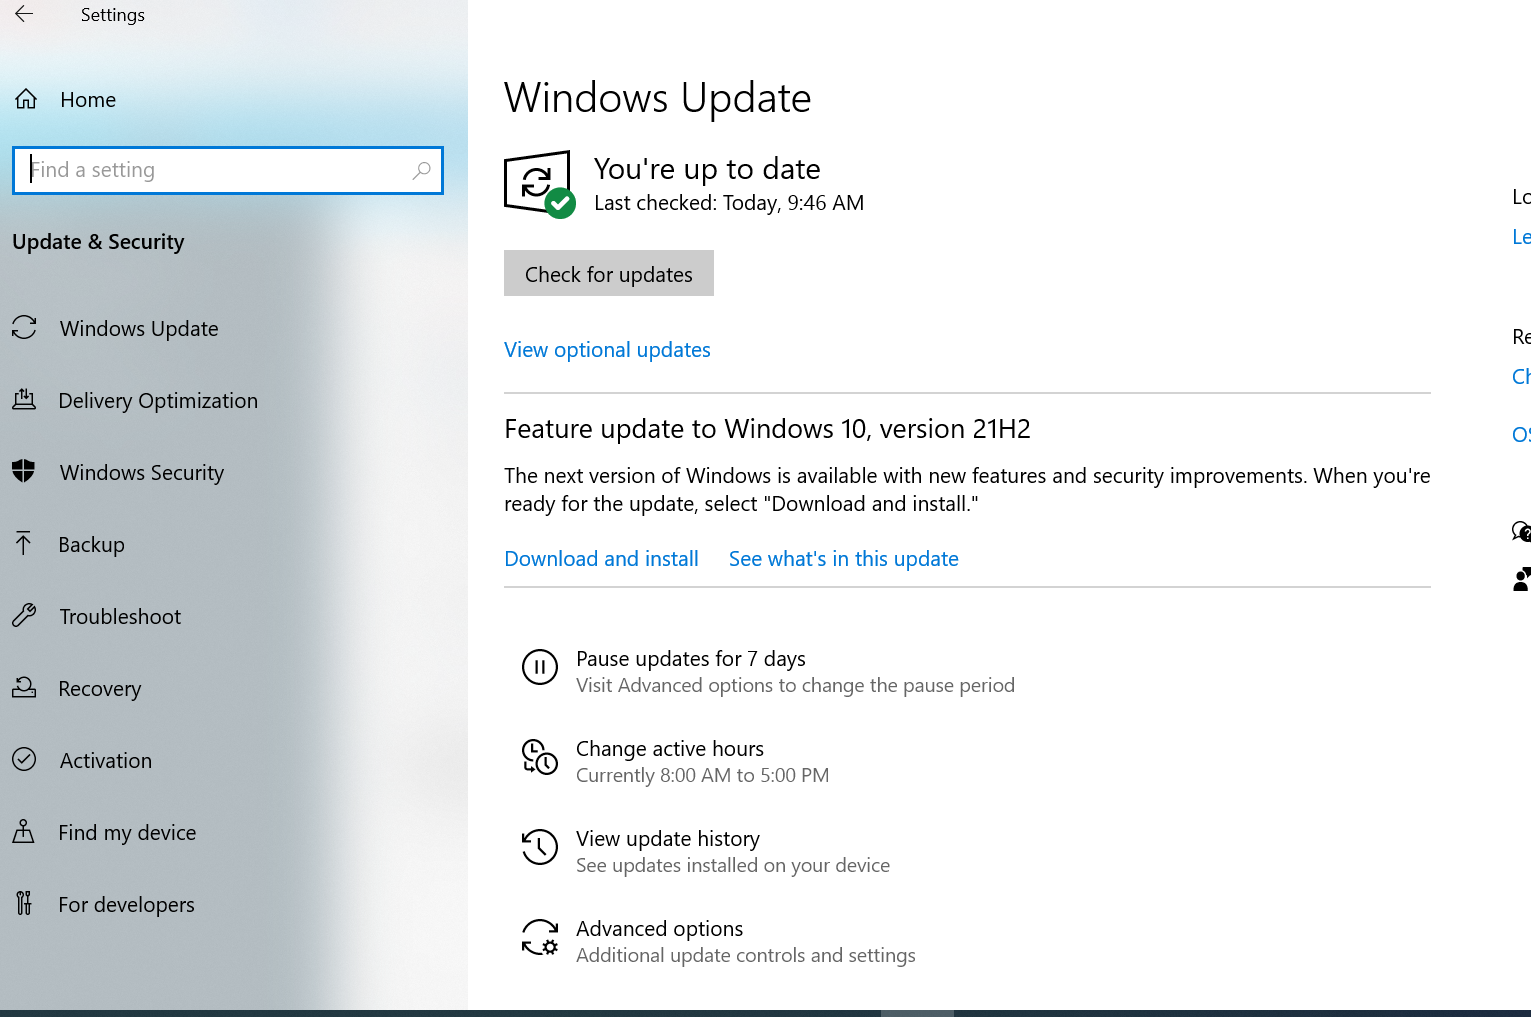 Settings
Home
Find a setting
Update & Security
Windows Update
Delivery Optimization
Windows Security
Backup
Troubleshoot
Recovery
Activation
Find my device
For developers
Windows Update
You're up to date
Last checked: Today, 9:46 AM
Check for updates
View optional updates
Feature update to Windows 10, version 21H2
The next version of Windows is available with new features and security improvements. When you're
ready for the update, select "Download and install."
Download and install See what's in this update
Pause updates for 7 days
Visit Advanced options to change the pause period
Change active hours
Currently 8:00 AM to 5:00 PM
View update history
See updates installed on your device
Advanced options
Additional update controls and settings